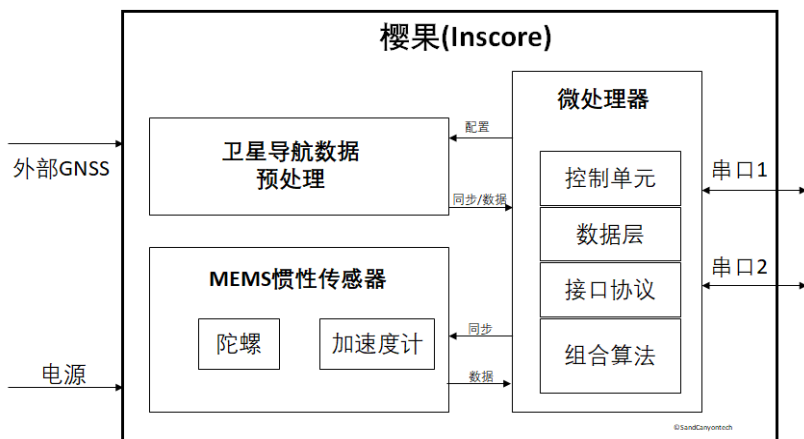 樱果(Inscore)
外部GNSS
电源
卫星导航数据
预处理
MEMS惯性传感器
陀螺
加速度计
配置
同步/数据
同步
数据
微处理器
控制单元
数据层
接口协议
组合算法
串口1
串口2
©SandCanyontech